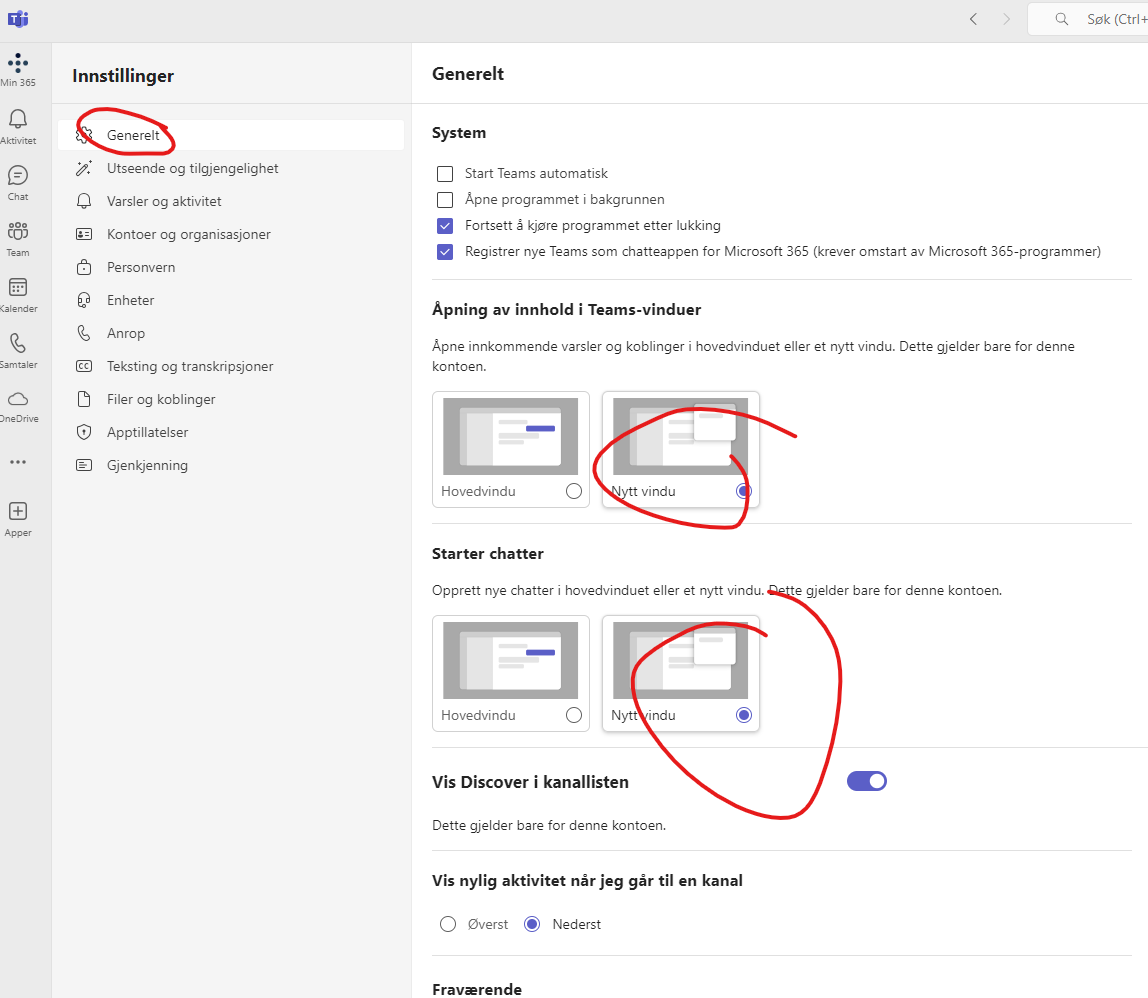 Søk (Ctrl+
Min 365
Aktivitet
Chat
Team
Kalender
Samtaler
OneDrive
Apper
Innstillinger
Generelt
Utseende og tilgjengelighet
Varsler og aktivitet
Kontoer og organisasjoner
Personvern
Enheter
Anrop
Teksting og transkripsjoner
Filer og koblinger
Apptillatelser
Gjenkjenning
Generelt
System
Start Teams automatisk
Åpne programmet i bakgrunnen
Fortsett å kjøre programmet etter lukking
Registrer nye Teams som chatteappen for Microsoft 365 (krever omstart av Microsoft 365-programmer)
Åpning av innhold i Teams-vinduer
Åpne innkommende varsler og koblinger i hovedvinduet eller et nytt vindu. Dette gjelder bare for denne
kontoen.
Hovedvindu
Nytt vindu
Starter chatter
Opprett nye chatter i hovedvinduet eller et nytt vindu. Dette gjelder bare for denne kontoen.
Hovedvindu
Nytt vindu
Vis Discover i kanallisten
Dette gjelder bare for denne kontoen.
Vis nylig aktivitet når jeg går til en kanal
Øverst
Nederst
Fraværende